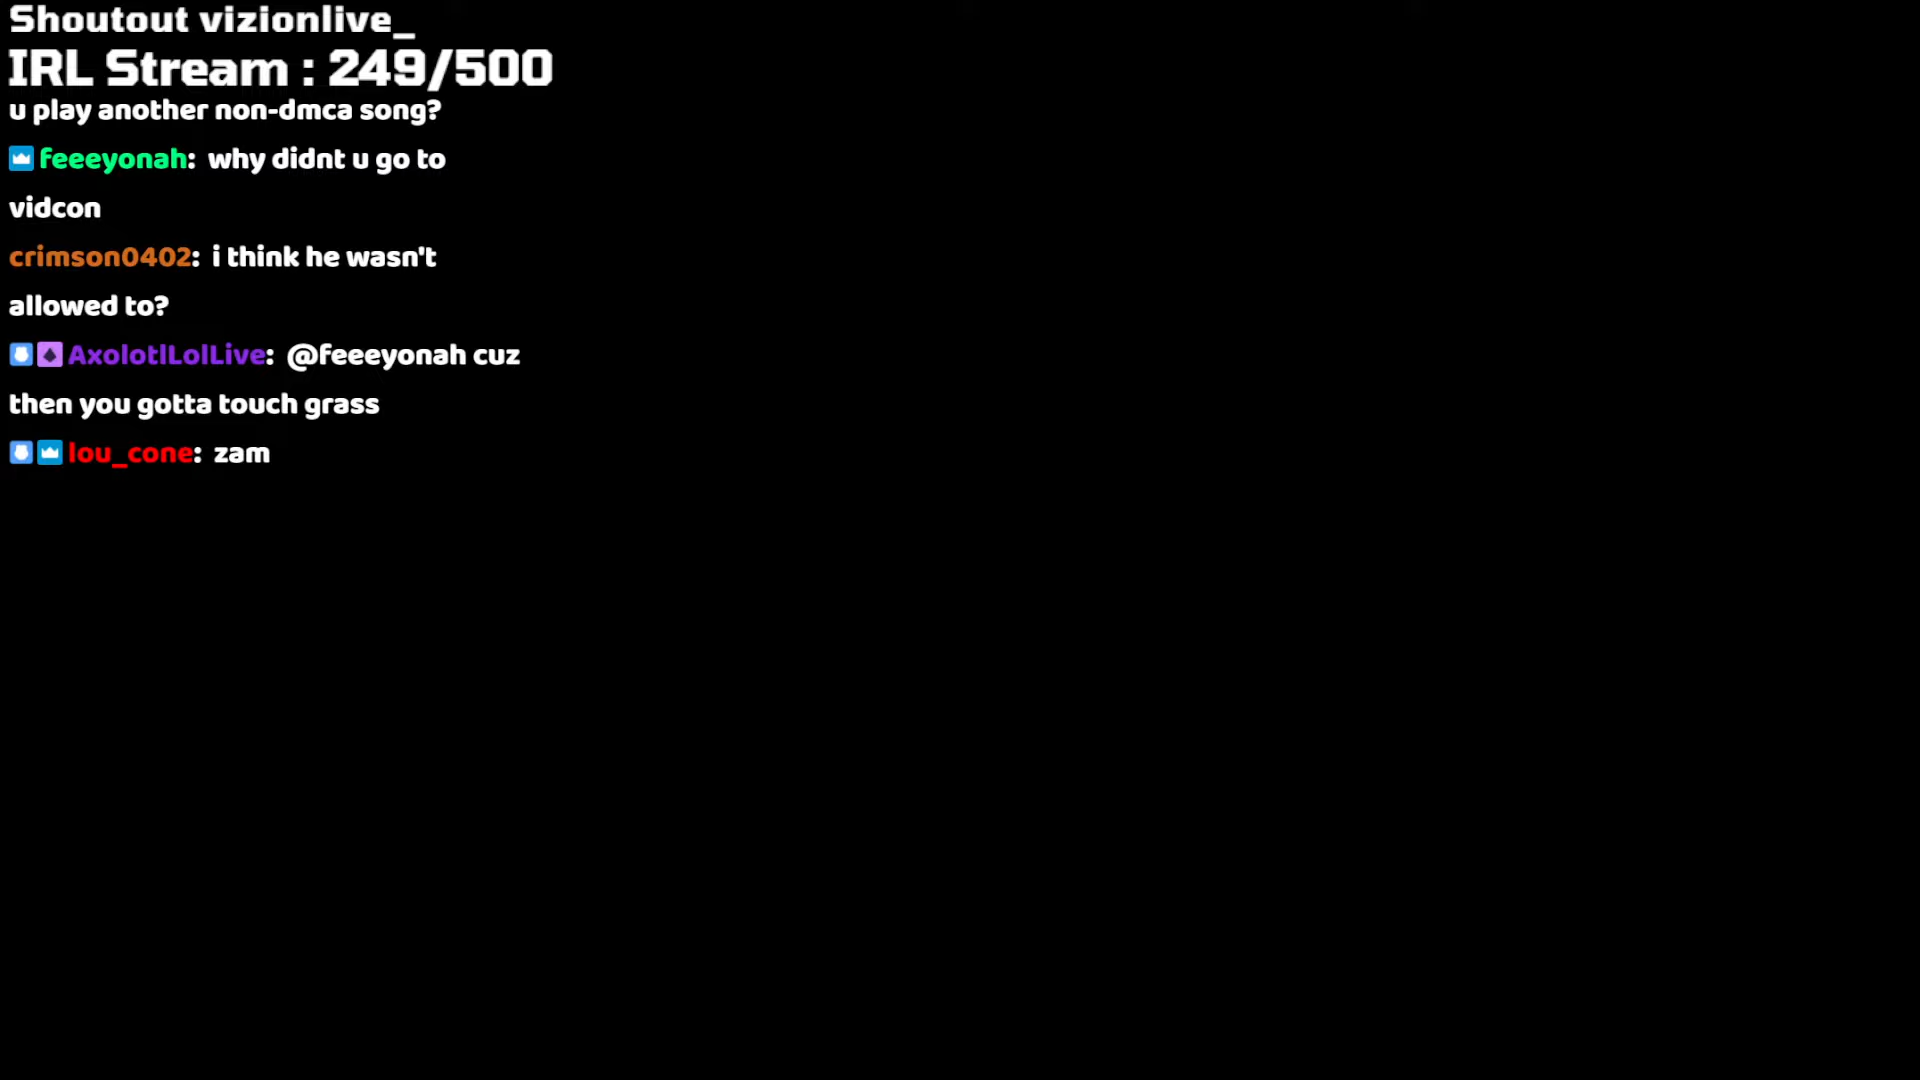 Shoutout vizionlive_
IRL Stream : 249/500
u play another non-dmca song?
feeeyonah: why didnt u go to
vidcon
crimson0402: i think he wasn't
allowed to?
AxolotlLolLive: @feeeyonah cuz
then you gotta touch grass
lou_cone: zam